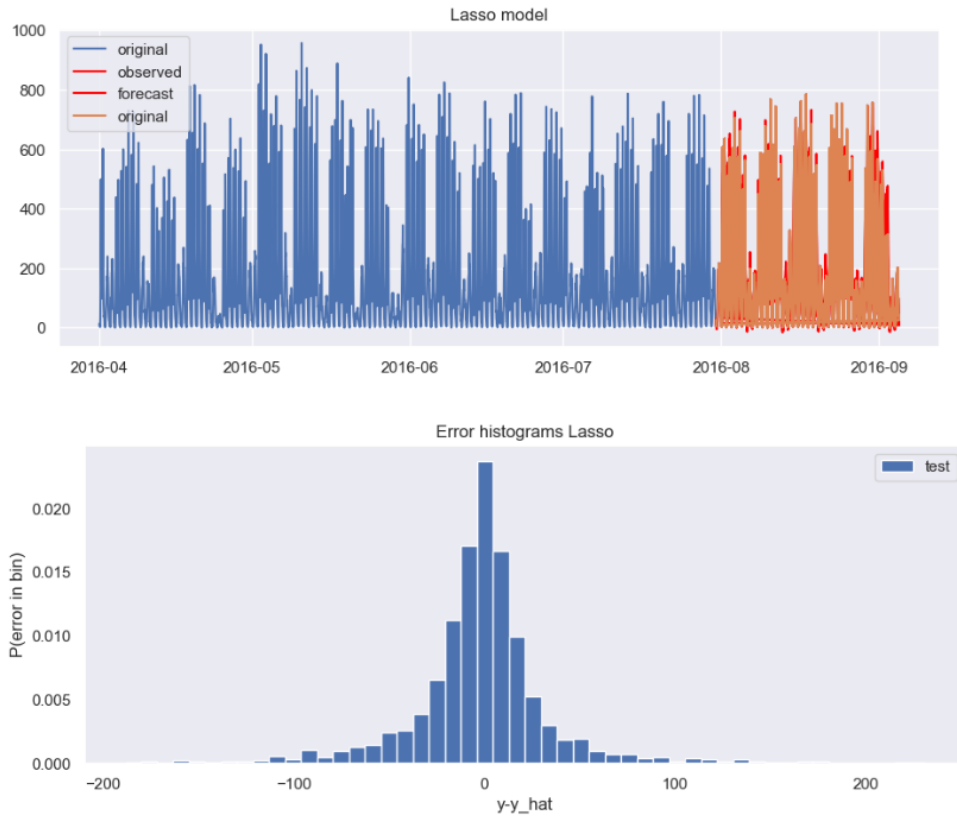 Lasso model
1000
800
600
400
200
0
original
observed
forecast
original
2016-04 2016-05 2016-06 2016-07 2016-08 2016-09
Error histograms Lasso
test
P(error in bin)
0.020
0.015
0.010
0.005
0.000
−200 −100 0 100 200
y-y_hat